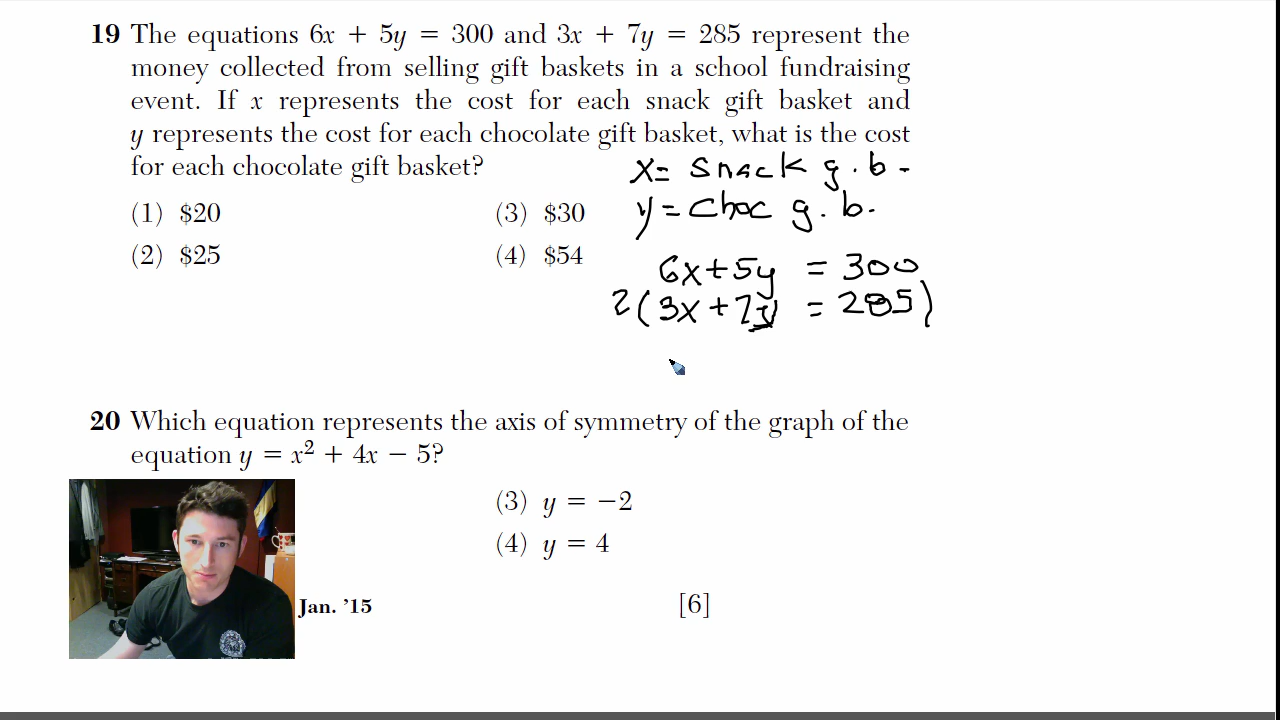 19 The equations 6x + 5y = 300 and 3x + 7y = 285 represent the
money collected from selling gift baskets in a school fundraising
event. If x represents the cost for each snack gift basket and
y represents the cost for each chocolate gift basket, what is the cost
for each chocolate gift basket?
x= snack g.b.
(1) $20 (3) $30
y = choc g.b.
(2) $25 (4) $54
6x+5y = 300
2(3x+7y = 285)
20 Which equation represents the axis of symmetry of the graph of the
equation y = x² + 4x − 5?
(3) y = −2
(4) y = 4
Jan. ’15 [6]